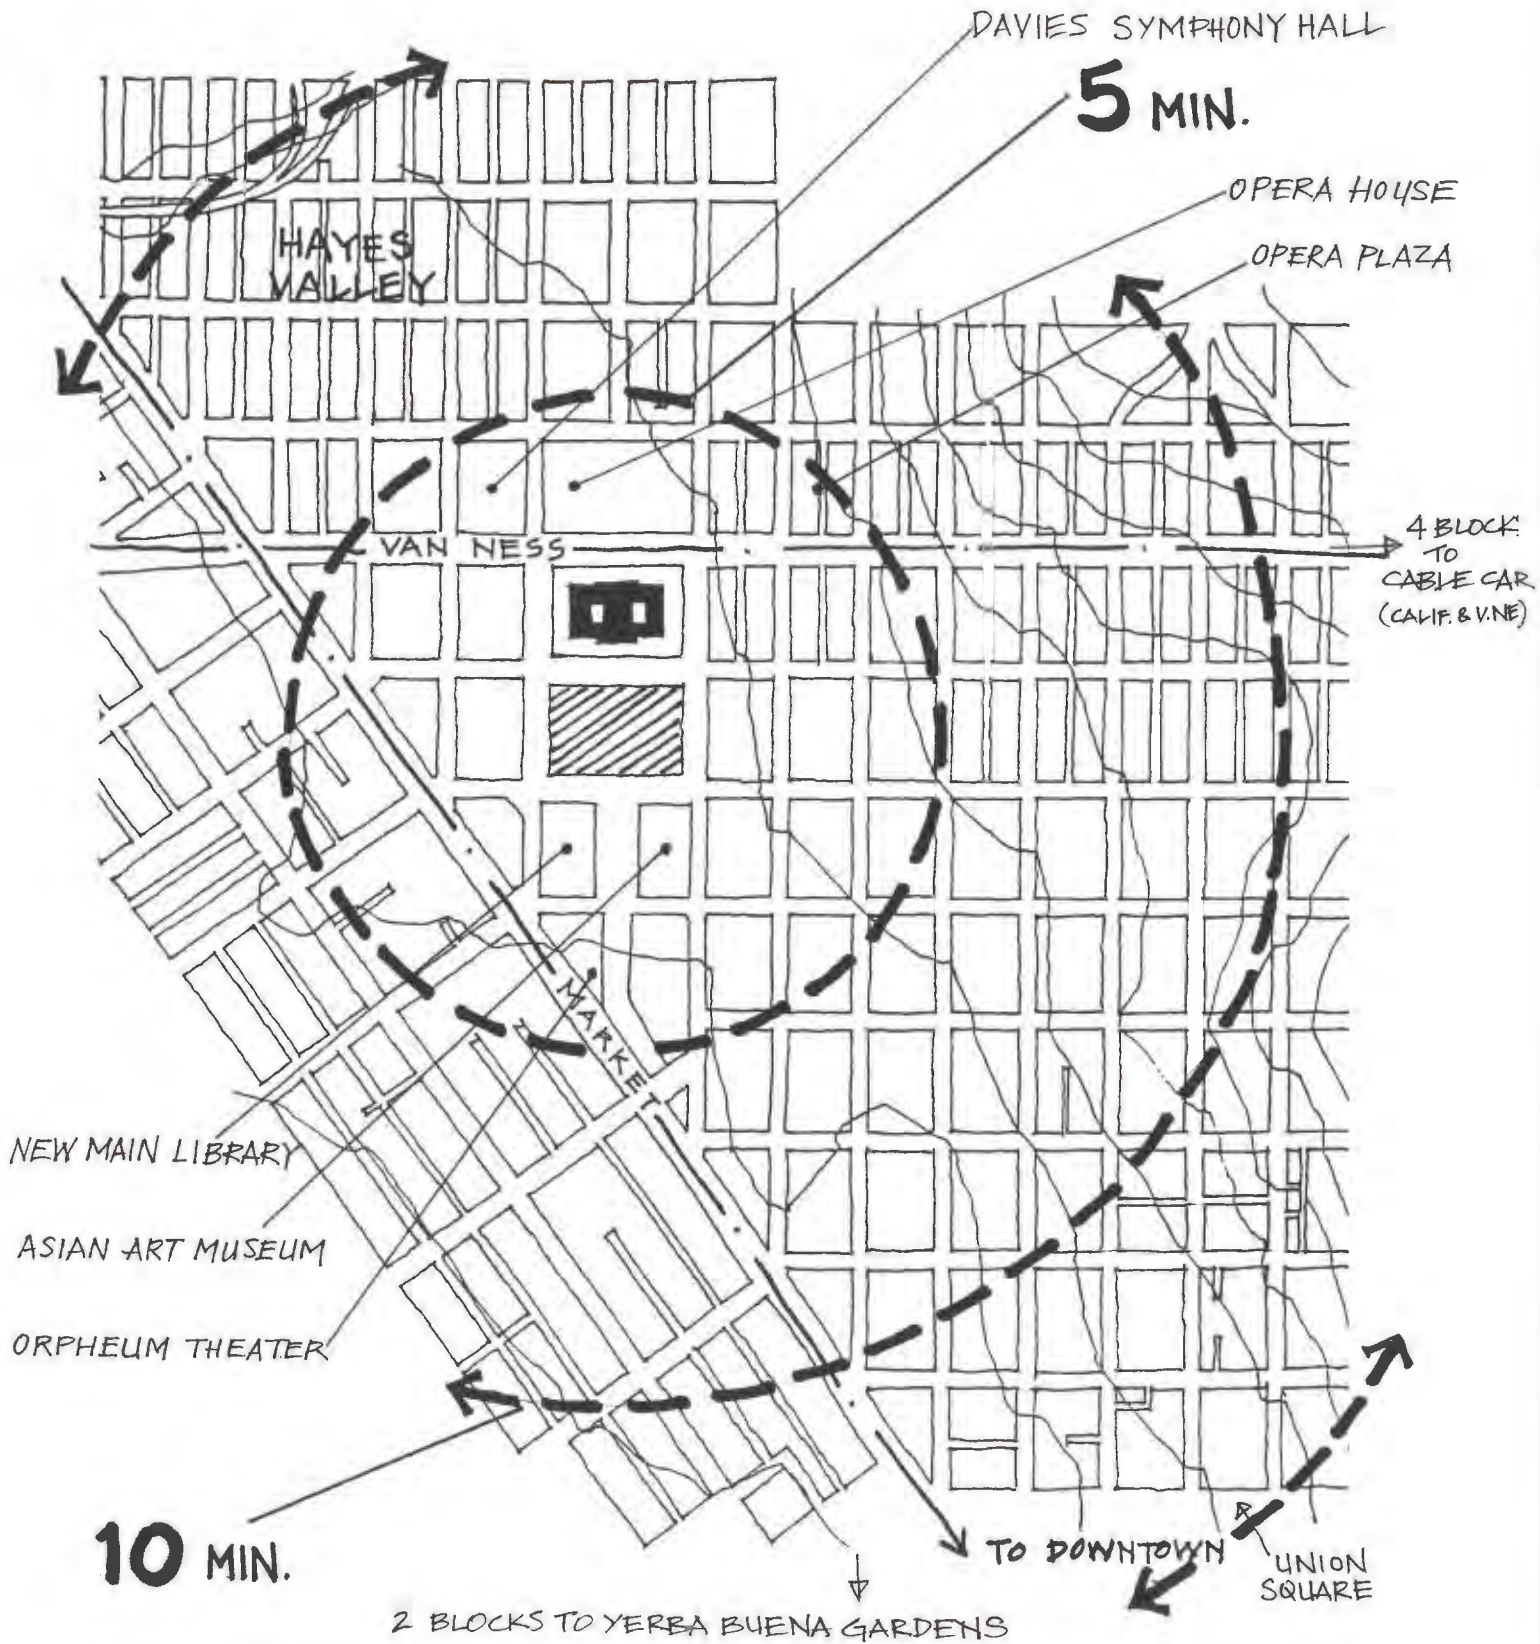 DAVIES SYMPHONY HALL
5 MIN.
OPERA HOUSE
OPERA PLAZA
HAYES
VALLEY
VAN NESS
4 BLOCK
TO
CABLE CAR
(CALIF. & V.NE)
MARKET
NEW MAIN LIBRARY
ASIAN ART MUSEUM
ORPHEUM THEATER
10 MIN.
TO DOWNTOWN
UNION
SQUARE
2 BLOCKS TO YERBA BUENA GARDENS